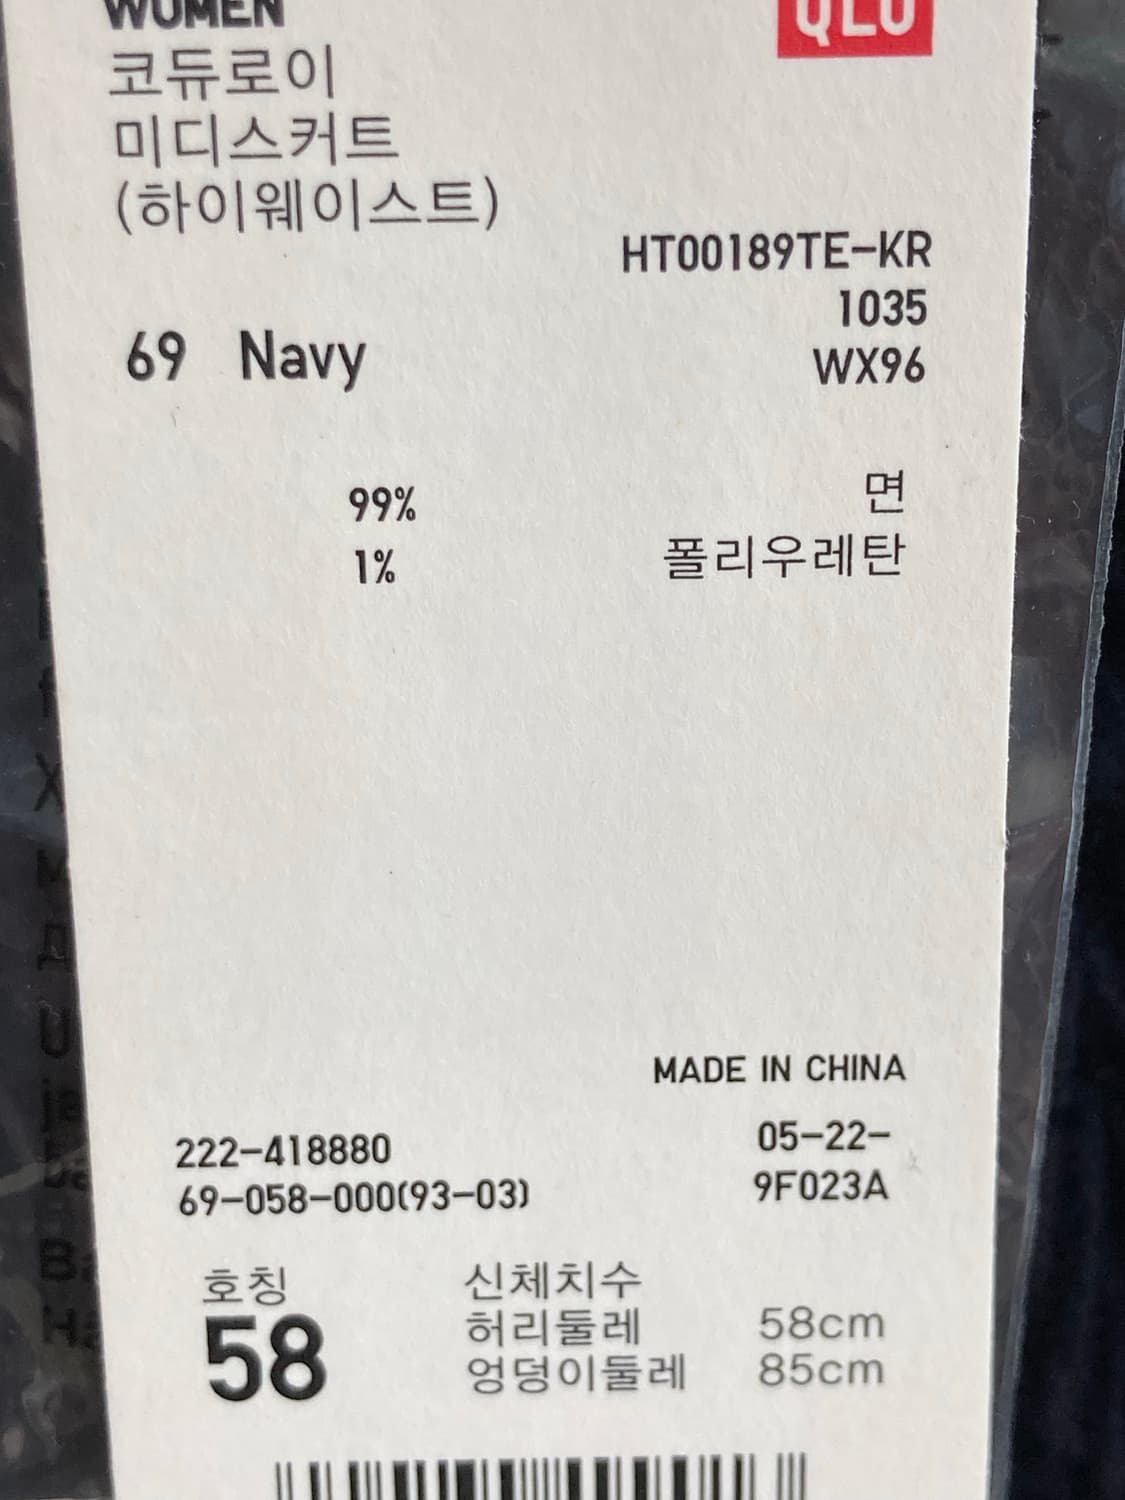 WOMEN
QLO
코듀로이
미디스커트
(하이웨이스트)
HT00189TE-KR
1035
69 Navy
WX96
99% 면
1% 폴리우레탄
MADE IN CHINA
222-418880
05-22-
69-058-000(93-03)
9F023A
호칭
58
신체치수
허리둘레 58cm
엉덩이둘레 85cm